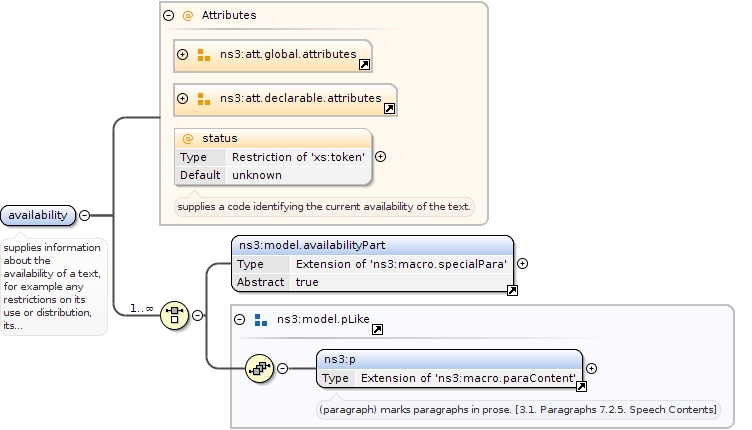 Attributes
ns3:att.global.attributes
ns3:att.declarable.attributes
status
Type Restriction of 'xs:token'
Default unknown
supplies a code identifying the current availability of the text.
availability
supplies information
about the
availability of a text,
for example any
restrictions on its
use or distribution,
its...
1..∞
ns3:model.availabilityPart
Type Extension of 'ns3:macro.specialPara'
Abstract true
ns3:model.pLike
ns3:p
Type Extension of 'ns3:macro.paraContent'
(paragraph) marks paragraphs in prose. [3.1. Paragraphs 7.2.5. Speech Contents]